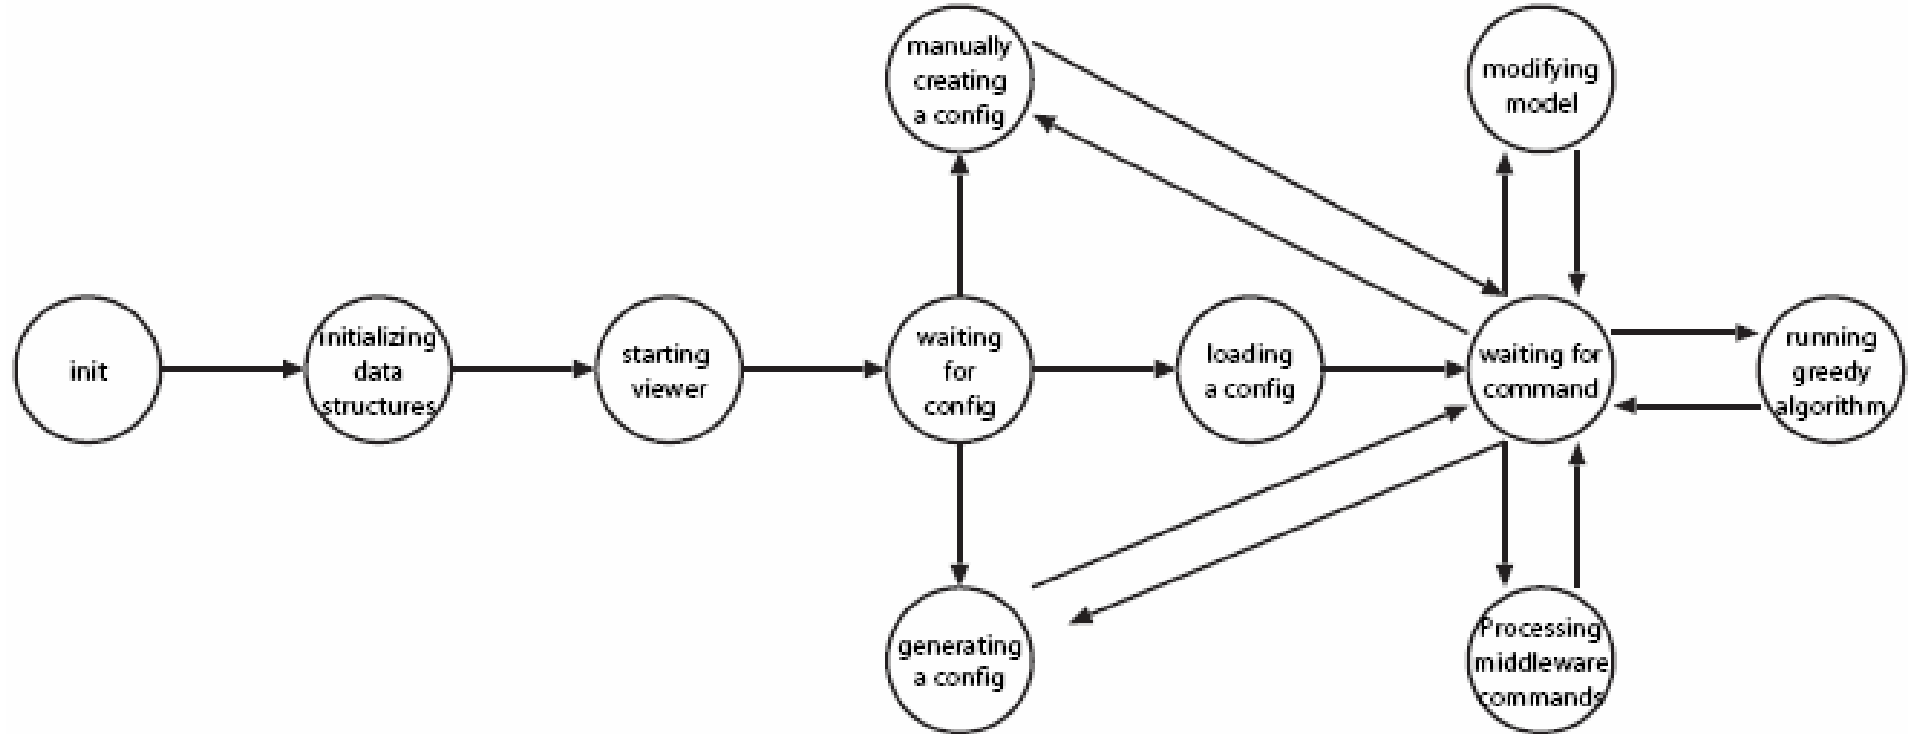 manually
creating
a config
modifying
model
init
initializing
data
structures
starting
viewer
waiting
for
config
loading
a config
waiting for
command
running
greedy
algorithm
generating
a config
Processing
middleware
commands